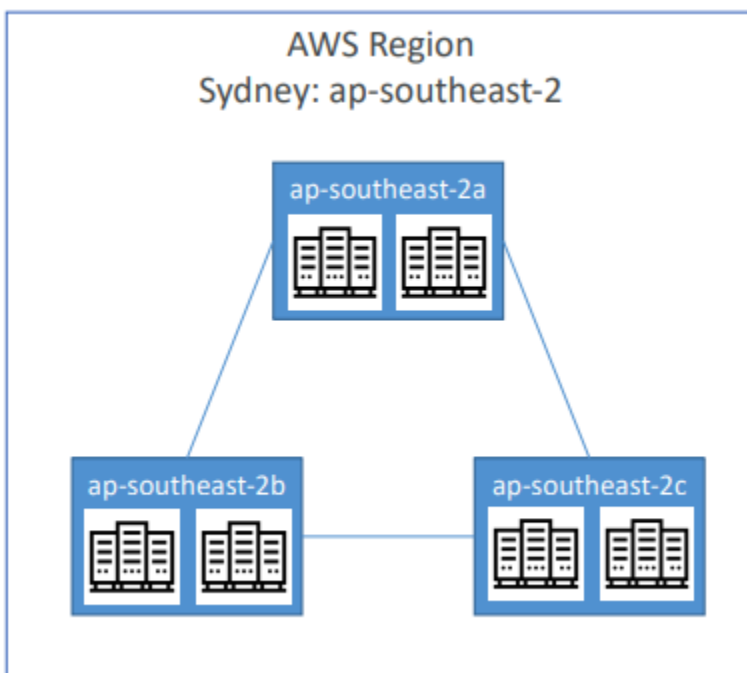 AWS Region
Sydney: ap-southeast-2
ap-southeast-2a
ap-southeast-2b
ap-southeast-2c